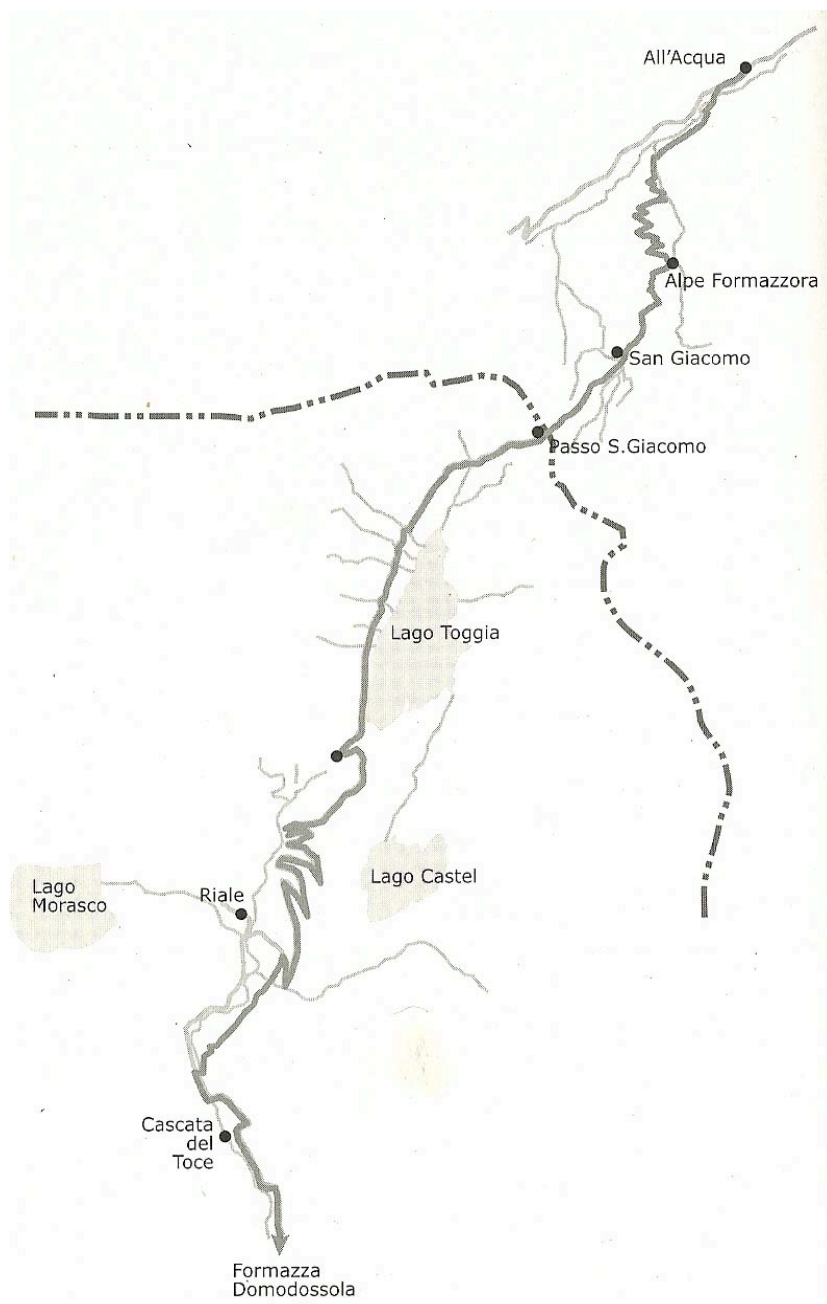 All'Acqua
Alpe Formazzora
San Giacomo
Passo S.Giacomo
Lago Toggia
Lago Castel
Lago
Morasco
Riale
Cascata
del
Toce
Formazza
Domodossola